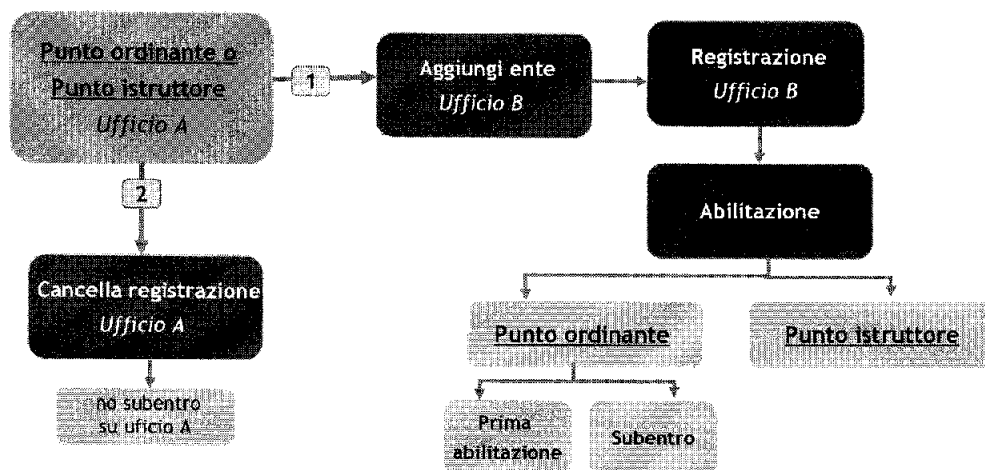 Punto ordinante o
Punto istruttore
Ufficio A
1
Aggiungi ente
Ufficio B
Registrazione
Ufficio B
2
Abilitazione
Cancella registrazione
Ufficio A
Punto ordinante
Punto istruttore
no subentro
su uficio A
Prima
abilitazione
Subentro